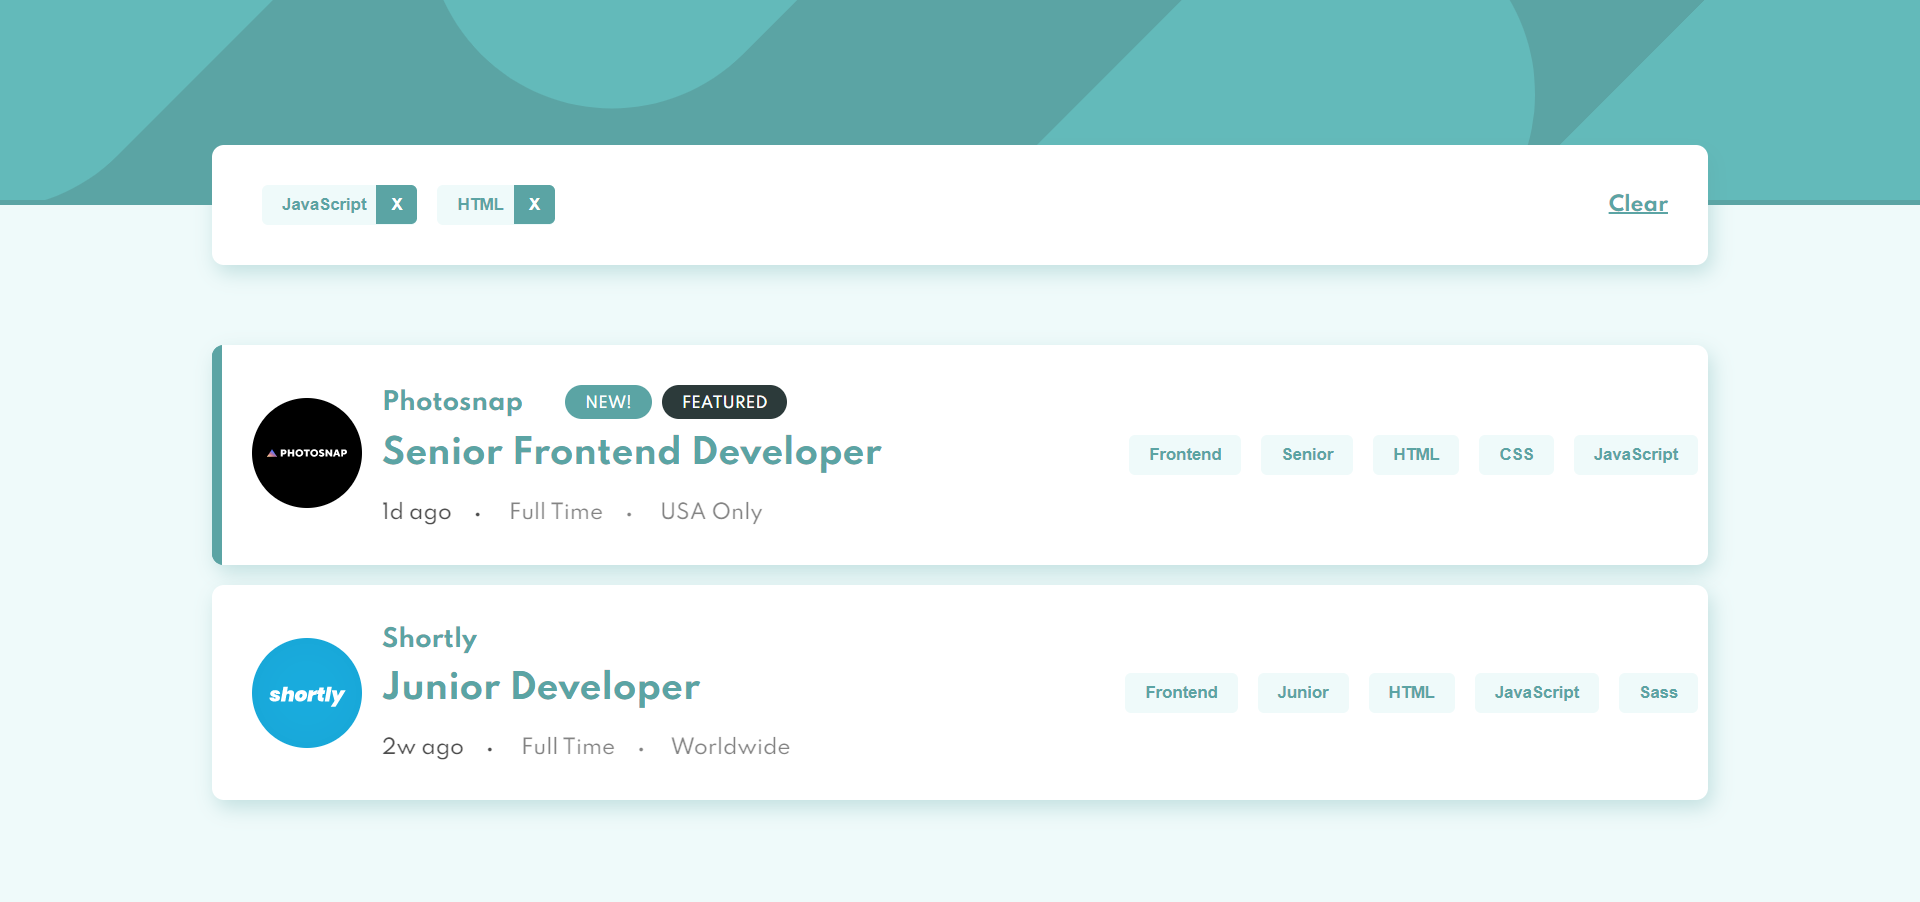 JavaScript X HTML X Clear
Photosnap NEW! FEATURED
PHOTOSNAP
Senior Frontend Developer
Frontend Senior HTML CSS JavaScript
1d ago • Full Time • USA Only
Shortly
shortly
Junior Developer
Frontend Junior HTML JavaScript Sass
2w ago • Full Time • Worldwide